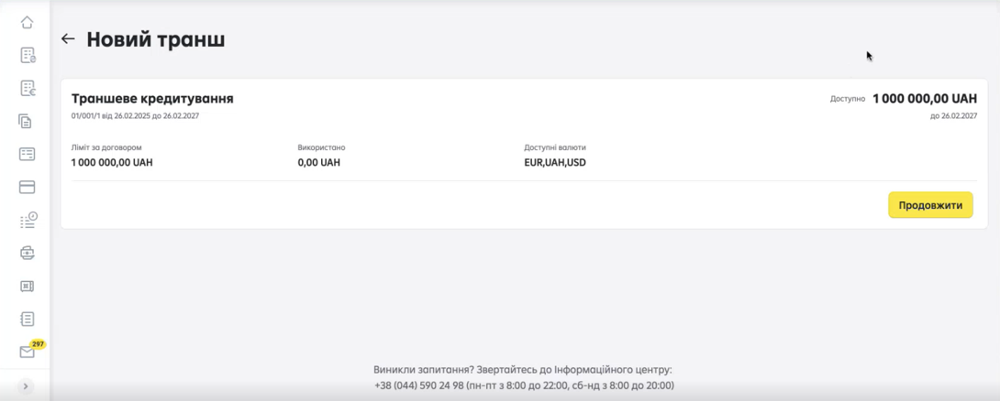 Новий транш
Траншеве кредитування
Доступно 1 000 000,00 UAH
01/001/1 від 26.02.2025 до 26.02.2027
до 26.02.2027
Ліміт за договором
Використано
Доступні валюти
1 000 000,00 UAH
0,00 UAH
EUR,UAH,USD
Продовжити
297
Виникли запитання? Звертайтесь до Інформаційного центру:
+38 (044) 590 24 98 (пн-пт з 8:00 до 22:00, сб-нд з 8:00 до 20:00)